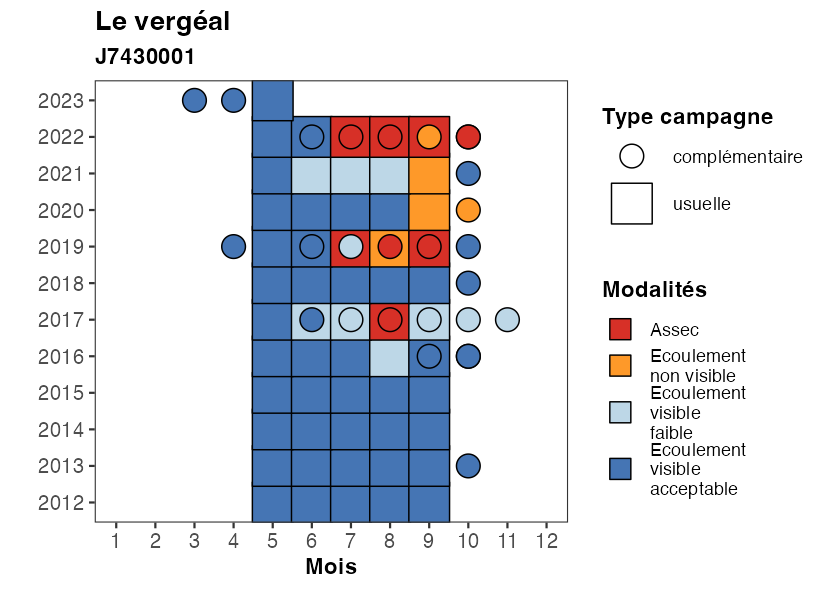 Le vergéal
J7430001
2023
2022
2021
2020
2019
2018
2017
2016
2015
2014
2013
2012
1 2 3 4 5 6 7 8 9 10 11 12
Mois
Type campagne
complémentaire
usuelle
Modalités
Assec
Ecoulement
non visible
Ecoulement
visible
faible
Ecoulement
visible
acceptable